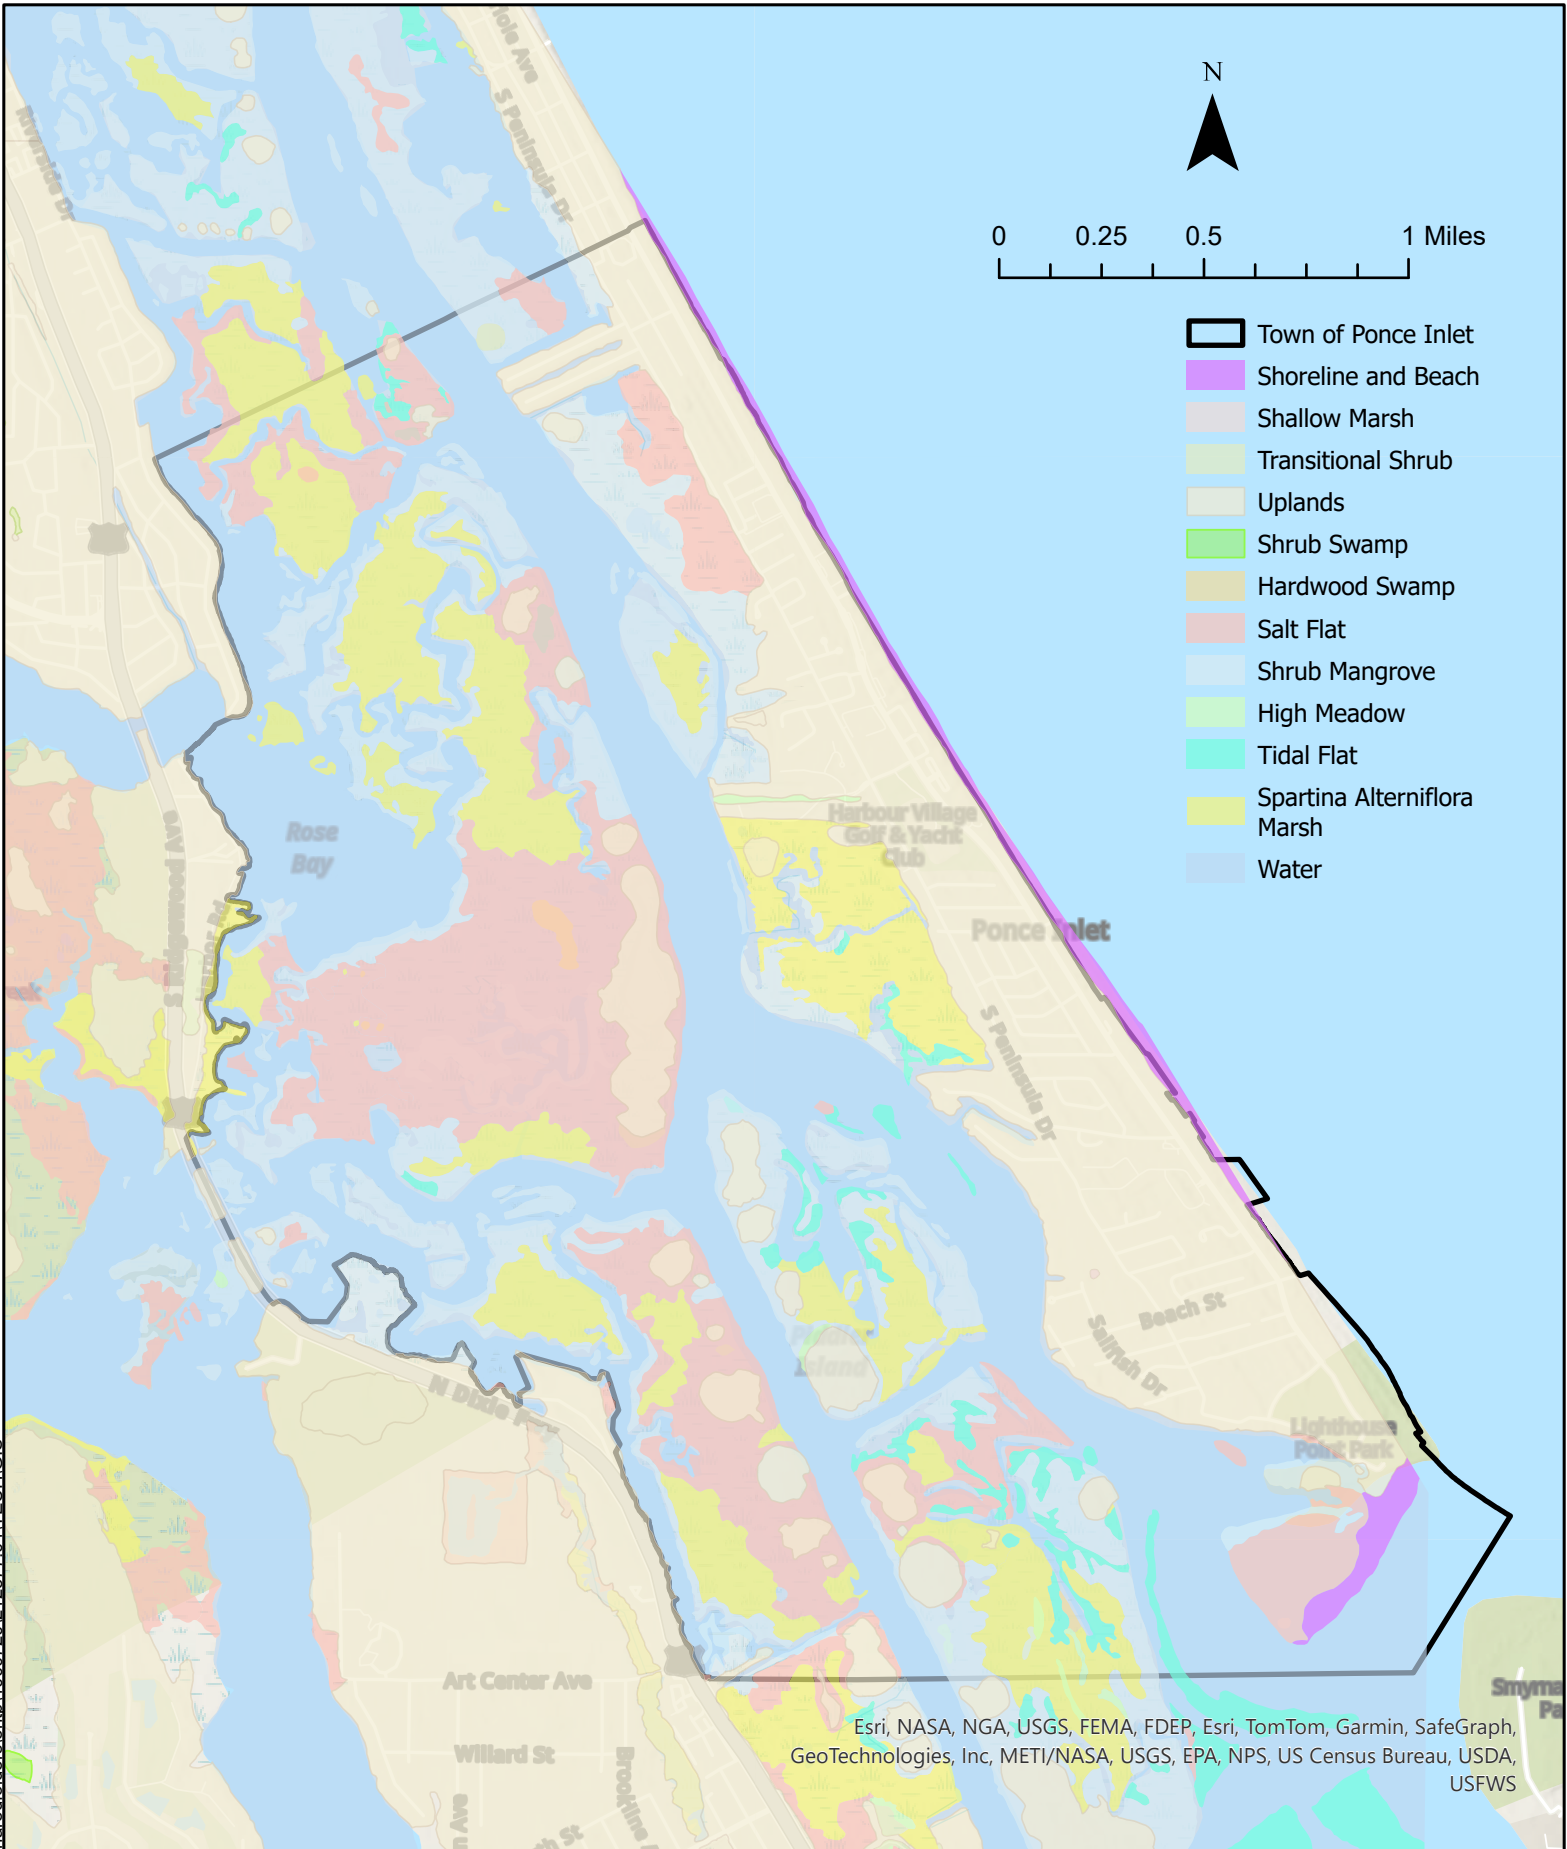 S Peninsula Dr
Riverside Dr
N
0 0.25 0.5 1 Miles
Town of Ponce Inlet
Shoreline and Beach
Shallow Marsh
Transitional Shrub
Uplands
Shrub Swamp
Hardwood Swamp
Salt Flat
Shrub Mangrove
High Meadow
Tidal Flat
Spartina Alterniflora
Marsh
Water
Rose
Bay
S Ridgewood Ave
Harbour Village
Golf & Yacht
Club
Ponce Inlet
S Peninsula Dr
Island
Beach St
Sailfish Dr
N Dixie
Lighthouse
Point Park
Art Center Ave
Willard St
Smyrna
Esri, NASA, NGA, USGS, FEMA, FDEP, Esri, TomTom, Garmin, SafeGraph,
GeoTechnologies, Inc, METI/NASA, USGS, EPA, NPS, US Census Bureau, USDA,
USFWS